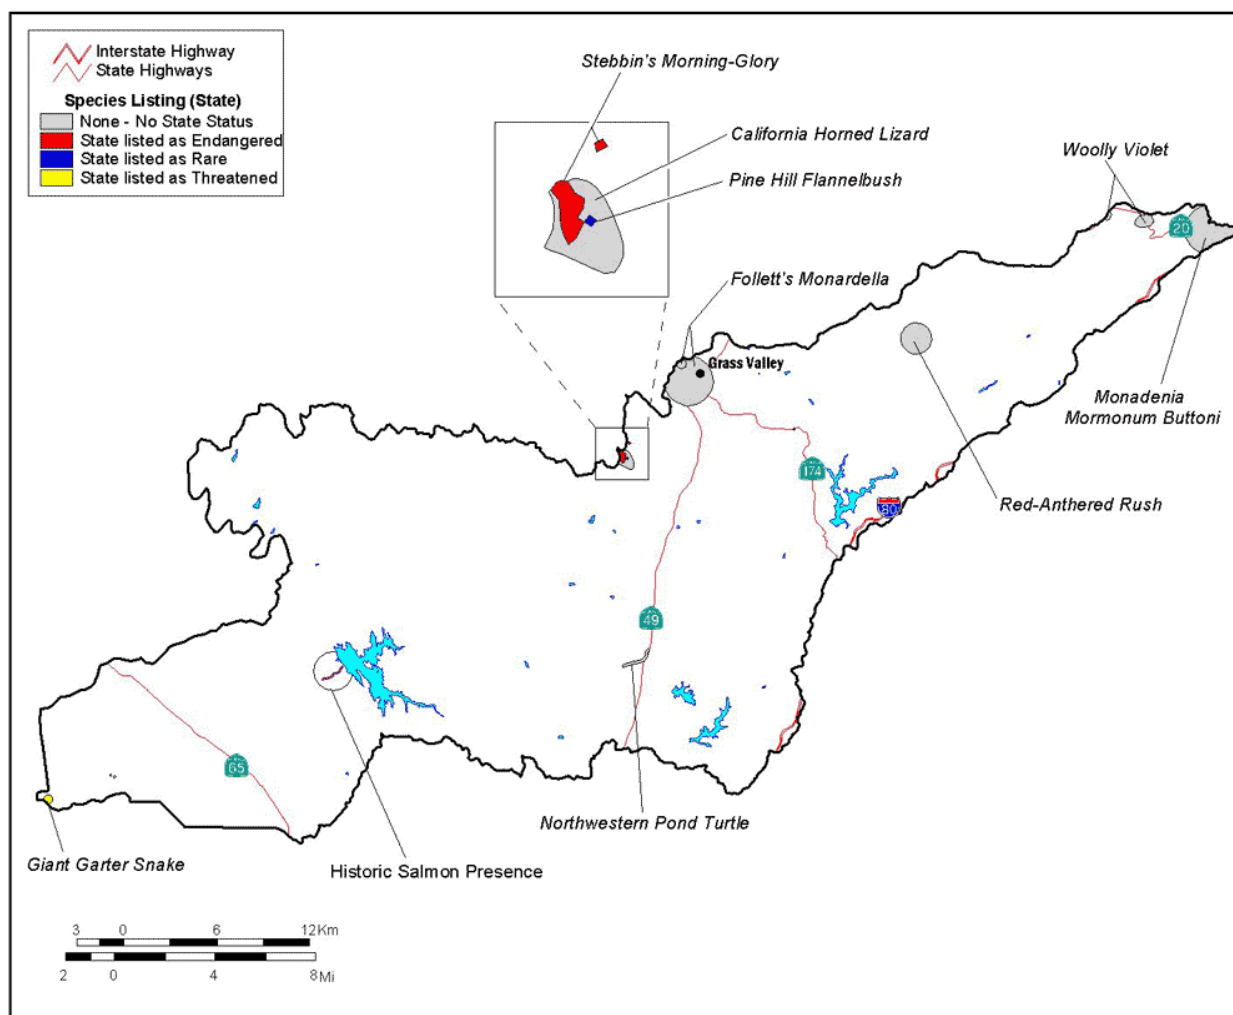 Interstate Highway
State Highways
Species Listing (State)
None - No State Status
State listed as Endangered
State listed as Rare
State listed as Threatened
Stebbin's Morning-Glory
California Horned Lizard
Pine Hill Flannelbush
Woolly Violet
20
Follett's Monardella
Grass Valley
Monadenia
Mormonum Buttoni
174
80
Red-Anthered Rush
49
65
Northwestern Pond Turtle
Giant Garter Snake
Historic Salmon Presence
3 0 6 12Km
2 0 4 8Mi